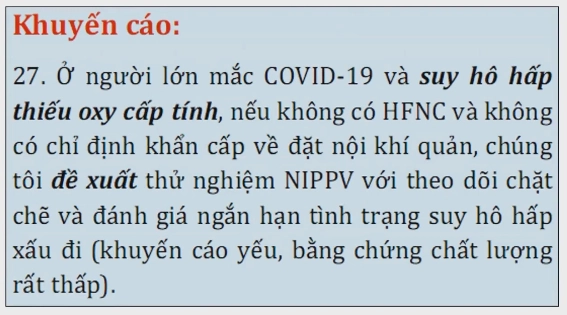 Khuyến cáo:
27. Ở người lớn mắc COVID-19 và suy hô hấp
thiếu oxy cấp tính, nếu không có HFNC và không
có chỉ định khẩn cấp về đặt nội khí quản, chúng
tôi đề xuất thử nghiệm NIPPV với theo dõi chặt
chẽ và đánh giá ngắn hạn tình trạng suy hô hấp
xấu đi (khuyến cáo yếu, bằng chứng chất lượng
rất thấp).